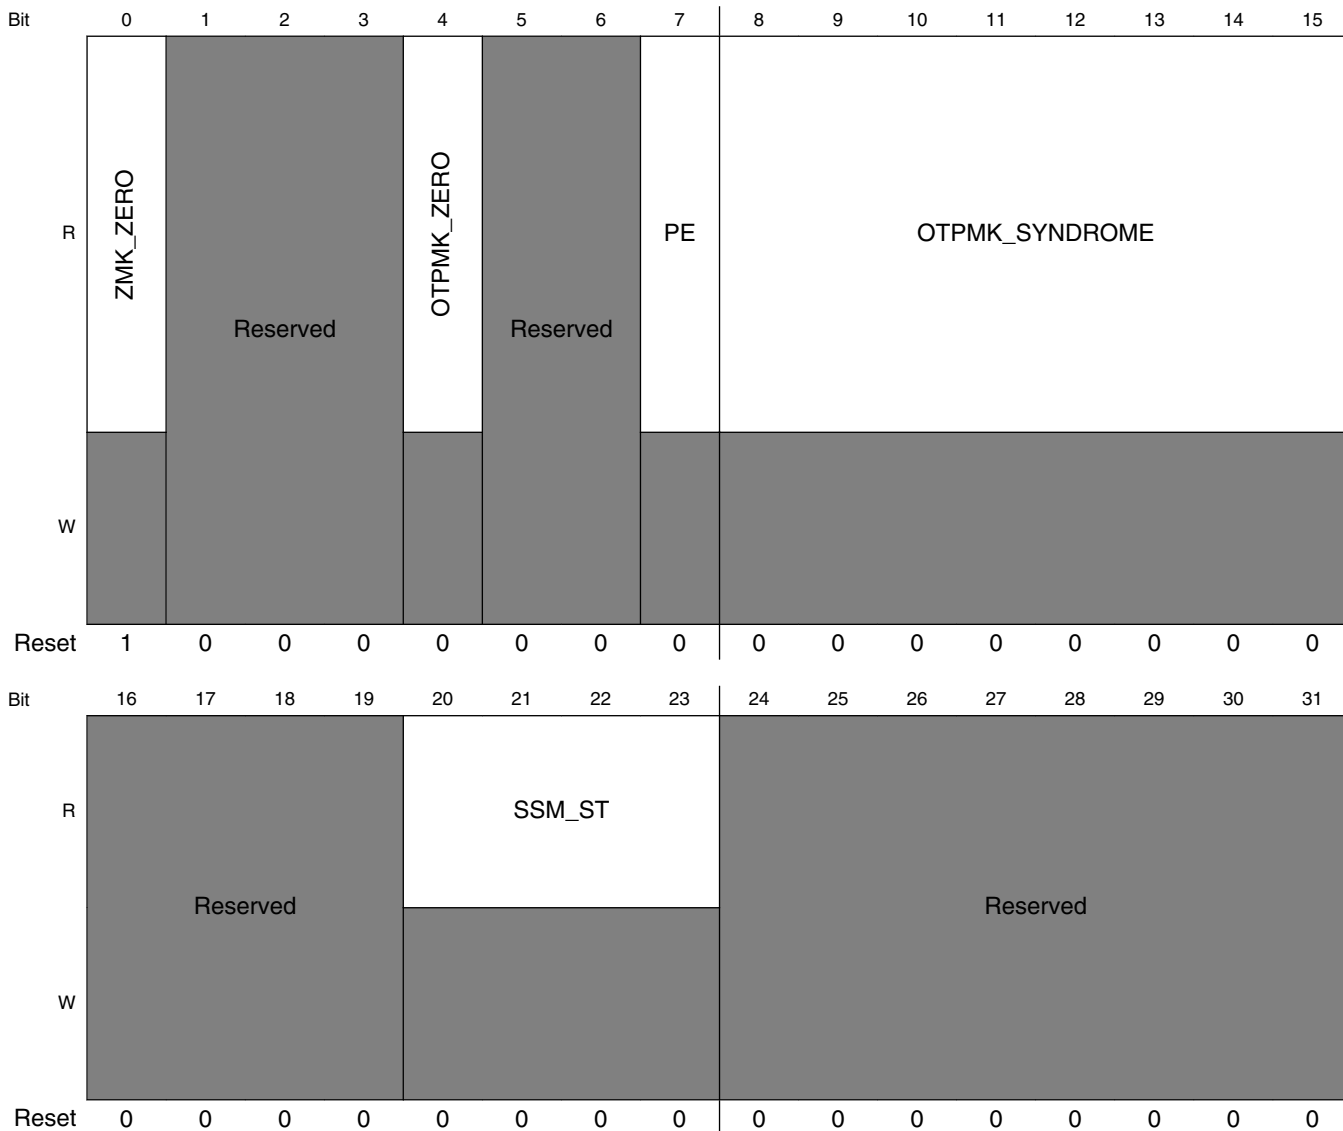 Bit 0 1 2 3 4 5 6 7 8 9 10 11 12 13 14 15
R ZMK_ZERO Reserved OTPMK_ZERO Reserved PE OTPMK_SYNDROME
W
Reset 1 0 0 0 0 0 0 0 0 0 0 0 0 0 0 0
Bit 16 17 18 19 20 21 22 23 24 25 26 27 28 29 30 31
R SSM_ST
Reserved Reserved
W
Reset 0 0 0 0 0 0 0 0 0 0 0 0 0 0 0 0